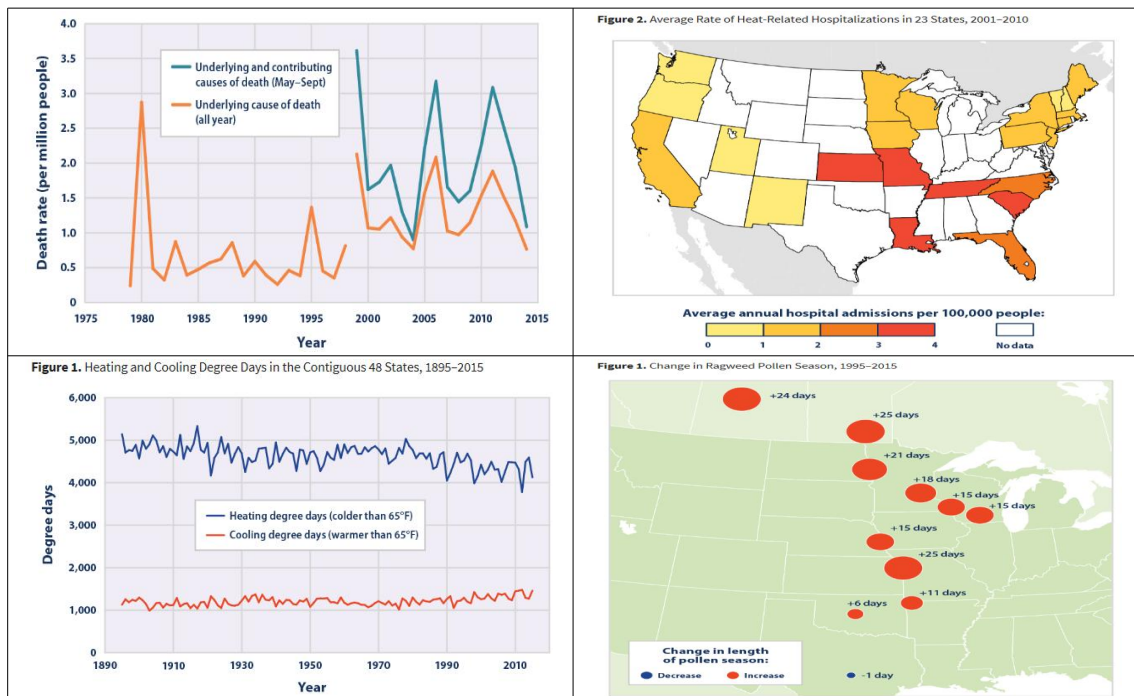 4.0
3.5
3.0
2.5
2.0
1.5
1.0
0.5
0
Death rate (per million people)
Underlying and contributing
causes of death (May–Sept)
Underlying cause of death
(all year)
1975 1980 1985 1990 1995 2000 2005 2010 2015
Year
Figure 2. Average Rate of Heat-Related Hospitalizations in 23 States, 2001–2010
Average annual hospital admissions per 100,000 people:
0 1 2 3 4 No data
Figure 1. Heating and Cooling Degree Days in the Contiguous 48 States, 1895–2015
6,000
5,000
4,000
3,000
2,000
1,000
0
Degree days
Heating degree days (colder than 65°F)
Cooling degree days (warmer than 65°F)
1890 1910 1930 1950 1970 1990 2010
Year
Figure 1. Change in Ragweed Pollen Season, 1995–2015
+24 days
+25 days
+21 days
+18 days
+15 days
+15 days
+15 days
+25 days
+11 days
+6 days
Change in length
of pollen season:
Decrease Increase
-1 day